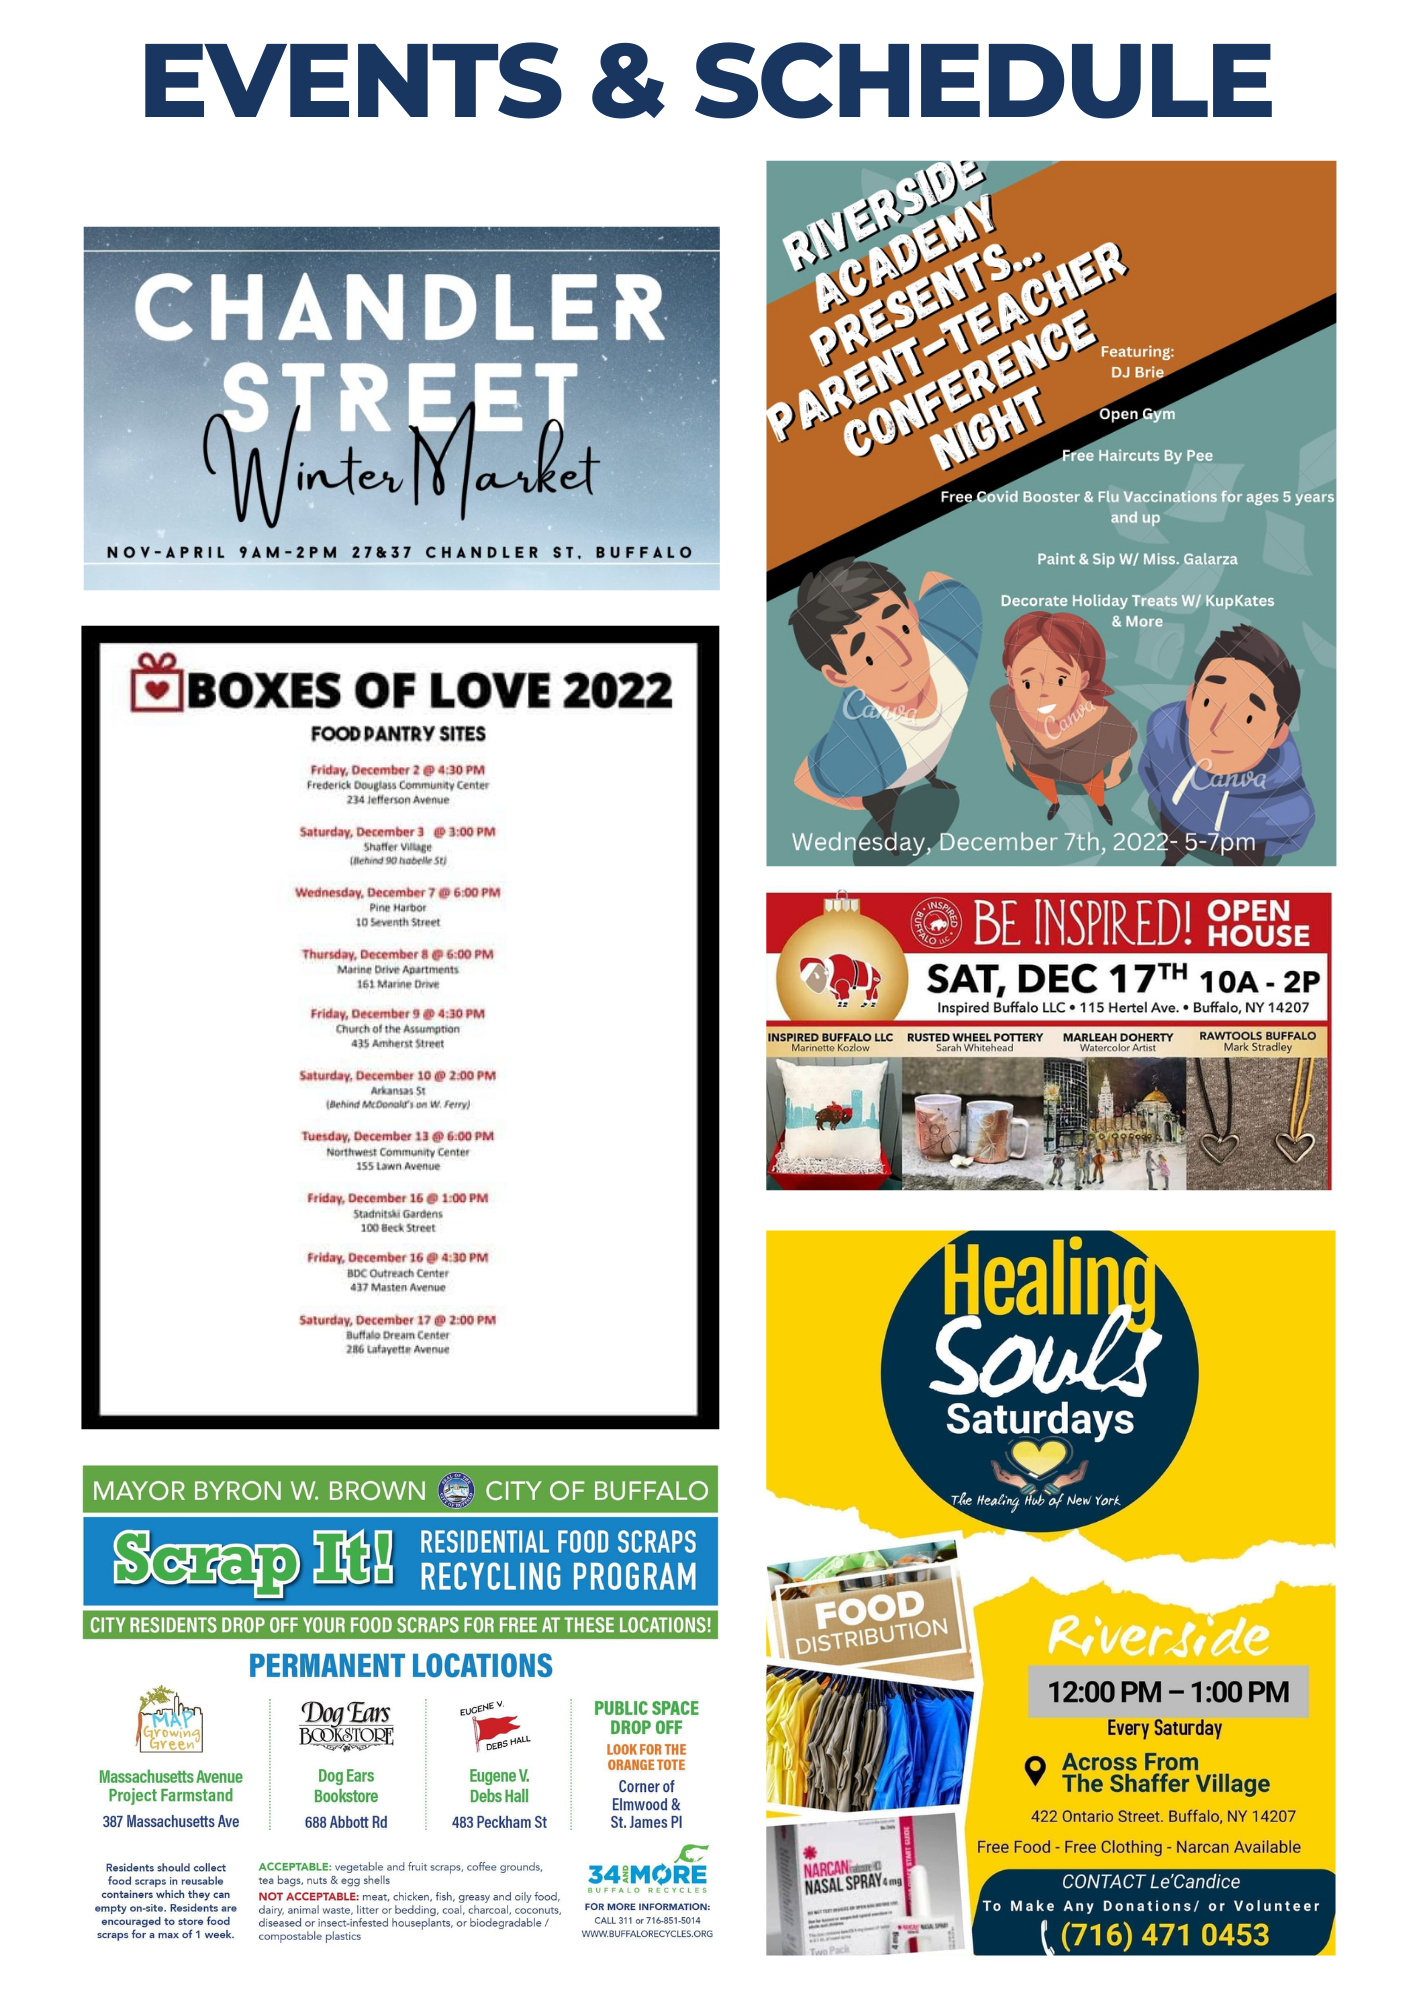 EVENTS & SCHEDULE
CHANDLER
STREET
Winter Market
NOV-APRIL 9AM-2PM 27&37 CHANDLER ST, BUFFALO
BOXES OF LOVE 2022
FOOD PANTRY SITES
Friday, December 2 @ 4:30 PM
Frederick Douglass Community Center
234 Jefferson Avenue
Saturday, December 3 @ 3:00 PM
Shaffer Village
(Behind 90 Isabelle St)
Wednesday, December 7 @ 6:00 PM
Pine Harbor
10 Seventh Street
Thursday, December 8 @ 6:00 PM
Marine Drive Apartments
161 Marine Drive
Friday, December 9 @ 4:30 PM
Church of the Assumption
435 Amherst Street
Saturday, December 10 @ 2:00 PM
Arkansas St
(Behind McDonald's on W. Ferry)
Tuesday, December 13 @ 6:00 PM
Northwest Community Center
155 Lawn Avenue
Friday, December 16 @ 1:00 PM
Stadnitski Gardens
100 Beck Street
Friday, December 16 @ 4:30 PM
BDC Outreach Center
437 Masten Avenue
Saturday, December 17 @ 2:00 PM
Buffalo Dream Center
286 Lafayette Avenue
MAYOR BYRON W. BROWN CITY OF BUFFALO
Scrap It!
RESIDENTIAL FOOD SCRAPS
RECYCLING PROGRAM
CITY RESIDENTS DROP OFF YOUR FOOD SCRAPS FOR FREE AT THESE LOCATIONS!
PERMANENT LOCATIONS
MAP
Growing
Green
Massachusetts Avenue
Project Farmstand
387 Massachusetts Ave
Dog Ears
BOOKSTORE
Dog Ears
Bookstore
688 Abbott Rd
EUGENE V.
DEBS HALL
Eugene V.
Debs Hall
483 Peckham St
PUBLIC SPACE
DROP OFF
LOOK FOR THE
ORANGE TOTE
Corner of
Elmwood &
St. James Pl
Residents should collect
food scraps in reusable
containers which they can
empty on-site. Residents are
encouraged to store food
scraps for a max of 1 week.
ACCEPTABLE: vegetable and fruit scraps, coffee grounds,
tea bags, nuts & egg shells
NOT ACCEPTABLE: meat, chicken, fish, greasy and oily food,
dairy, animal waste, litter or bedding, coal, charcoal, coconuts,
diseased or insect-infested houseplants, or biodegradable /
compostable plastics
34 AND MORE
BUFFALO RECYCLES
FOR MORE INFORMATION:
CALL 311 or 716-851-5014
WWW.BUFFALORECYCLES.ORG
RIVERSIDE
ACADEMY
PRESENTS...
PARENT-TEACHER
CONFERENCE
NIGHT
Featuring:
DJ Brie
Open Gym
Free Haircuts By Pee
Free Covid Booster & Flu Vaccinations for ages 5 years
and up
Paint & Sip W/ Miss. Galarza
Decorate Holiday Treats W/ KupKates
& More
Canva
Canva
Canva
Wednesday, December 7th, 2022- 5-7pm
INSPIRED
BUFFALO LLC
BE INSPIRED! OPEN
HOUSE
SAT, DEC 17TH 10A - 2P
Inspired Buffalo LLC • 115 Hertel Ave. • Buffalo, NY 14207
INSPIRED BUFFALO LLC
Marinette Kozlow
RUSTED WHEEL POTTERY
Sarah Whitehead
MARLEAH DOHERTY
Watercolor Artist
RAWTOOLS BUFFALO
Mark Stradley
Healing
Souls
Saturdays
The Healing Hub of New York
FOOD
DISTRIBUTION
NARCAN
NASAL SPRAY 4 mg
Two Pack
Riverside
12:00 PM – 1:00 PM
Every Saturday
Across From
The Shaffer Village
422 Ontario Street. Buffalo, NY 14207
Free Food - Free Clothing - Narcan Available
CONTACT Le'Candice
To Make Any Donations/ or Volunteer
(716) 471 0453